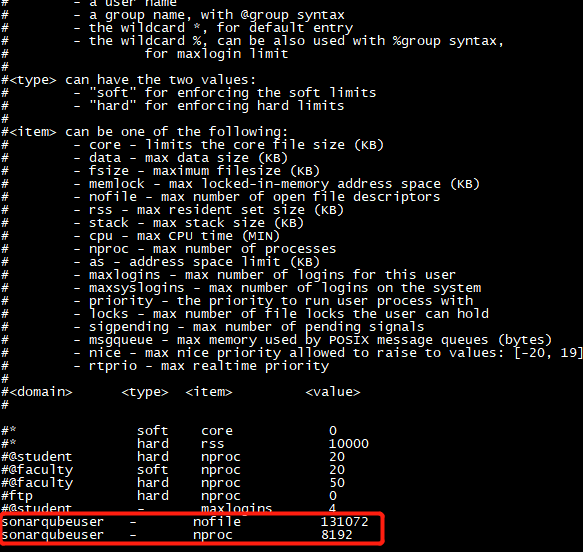 #         - a user name
#         - a group name, with @group syntax
#         - the wildcard *, for default entry
#         - the wildcard %, can be also used with %group syntax,
#                 for maxlogin limit
#
#<type> can have the two values:
#         - "soft" for enforcing the soft limits
#         - "hard" for enforcing hard limits
#
#<item> can be one of the following:
#         - core - limits the core file size (KB)
#         - data - max data size (KB)
#         - fsize - maximum filesize (KB)
#         - memlock - max locked-in-memory address space (KB)
#         - nofile - max number of open file descriptors
#         - rss - max resident set size (KB)
#         - stack - max stack size (KB)
#         - cpu - max CPU time (MIN)
#         - nproc - max number of processes
#         - as - address space limit (KB)
#         - maxlogins - max number of logins for this user
#         - maxsyslogins - max number of logins on the system
#         - priority - the priority to run user process with
#         - locks - max number of file locks the user can hold
#         - sigpending - max number of pending signals
#         - msgqueue - max memory used by POSIX message queues (bytes)
#         - nice - max nice priority allowed to raise to values: [-20, 19]
#         - rtprio - max realtime priority
#
#<domain>      <type>  <item>         <value>
#
#*               soft    core            0
#*               hard    rss             10000
#@student        hard    nproc           20
#@faculty        soft    nproc           20
#@faculty        hard    nproc           50
#ftp             hard    nproc           0
#@student        -       maxlogins       4
sonarqubeuser    -       nofile         131072
sonarqubeuser    -       nproc          8192